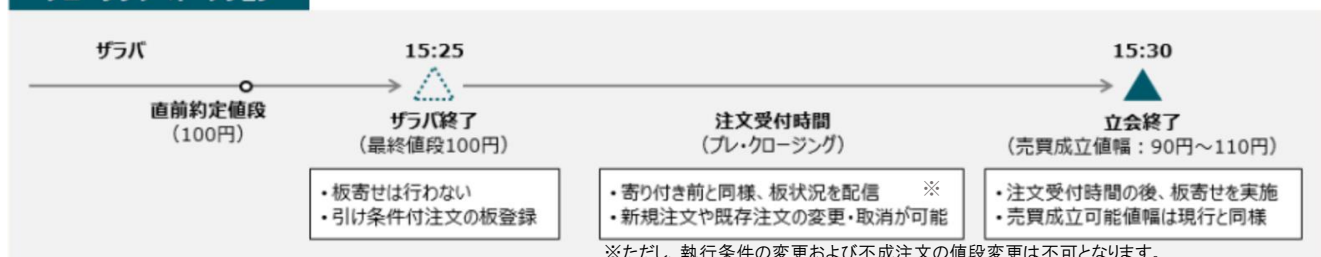 ザラバ
15:25
15:30
直前約定値段
(100円)
ザラバ終了
(最終値段100円)
注文受付時間
(プレ・クロージング)
立会終了
(売買成立値幅:90円~110円)
・板寄せは行わない
・引け条件付注文の板登録
・寄り付き前と同様、板状況を配信 ※
・新規注文や既存注文の変更・取消が可能
・注文受付時間の後、板寄せを実施
・売買成立可能値幅は現行と同様
※ただし、執行条件の変更および不成注文の値段変更は不可となります。